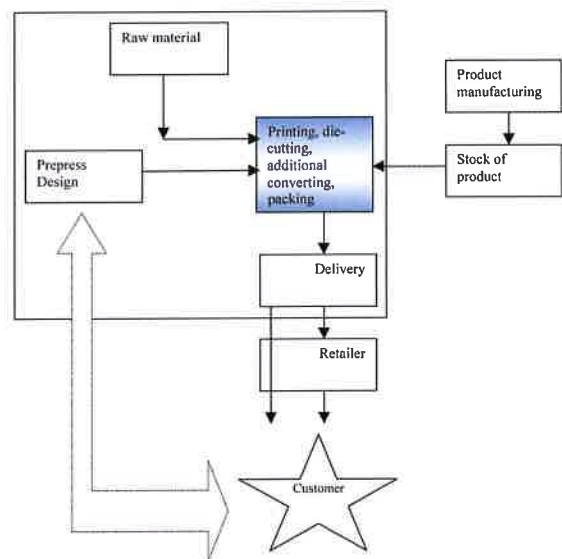 Raw material
Product
manufacturing
Printing, die-
cutting,
additional
converting,
packing
Prepress
Design
Stock of
product
Delivery
Retailer
Customer